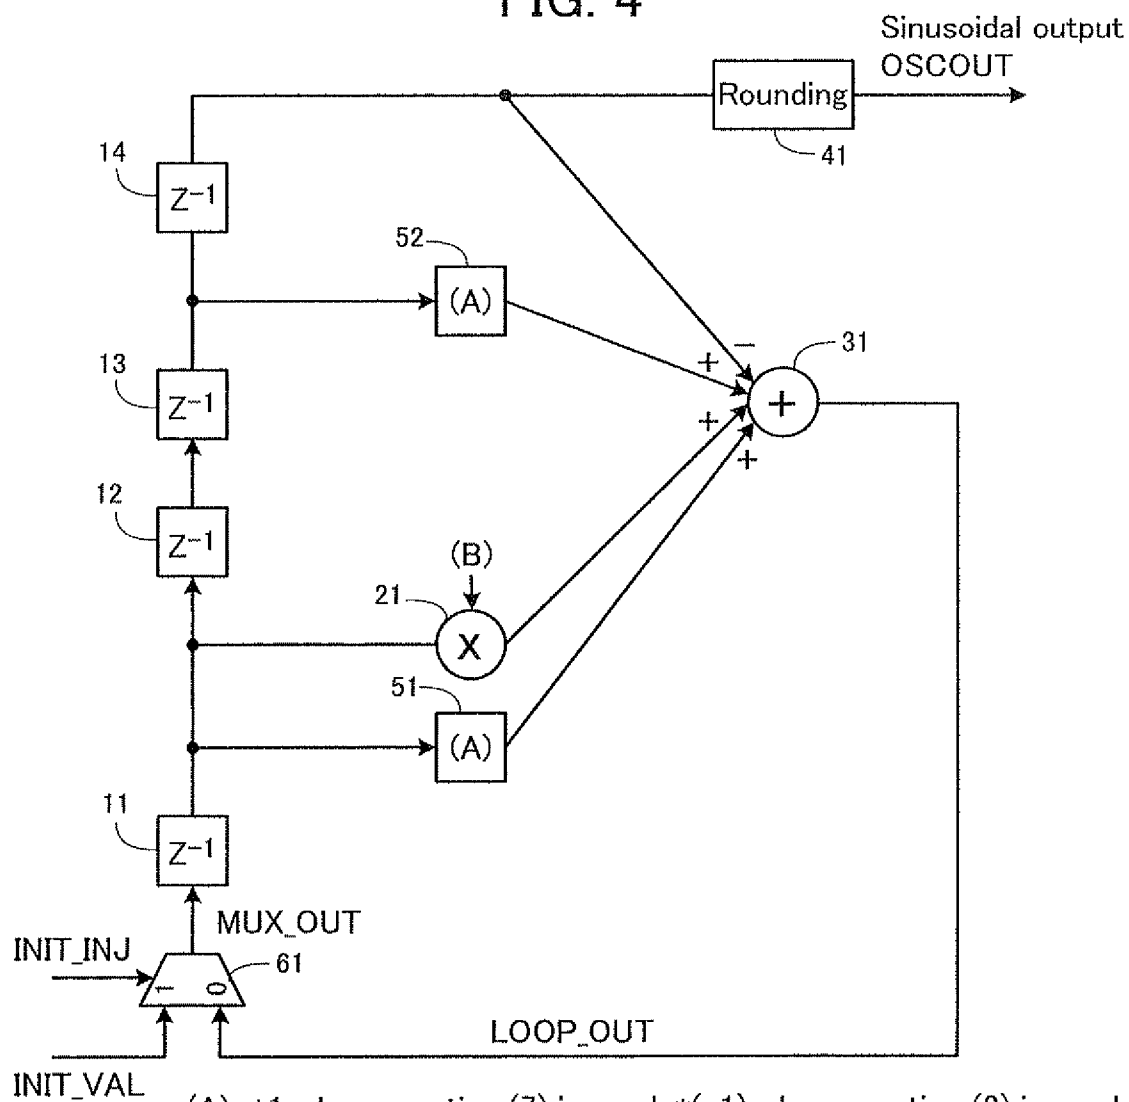 FIG. 4
Sinusoidal output
OSCOUT
Rounding
41
14
Z⁻¹
52
(A)
13
Z⁻¹
+
−
31
+
+
+
12
Z⁻¹
(B)
21
X
51
(A)
11
Z⁻¹
MUX_OUT
INIT_INJ
61
1 0
LOOP_OUT
INIT_VAL